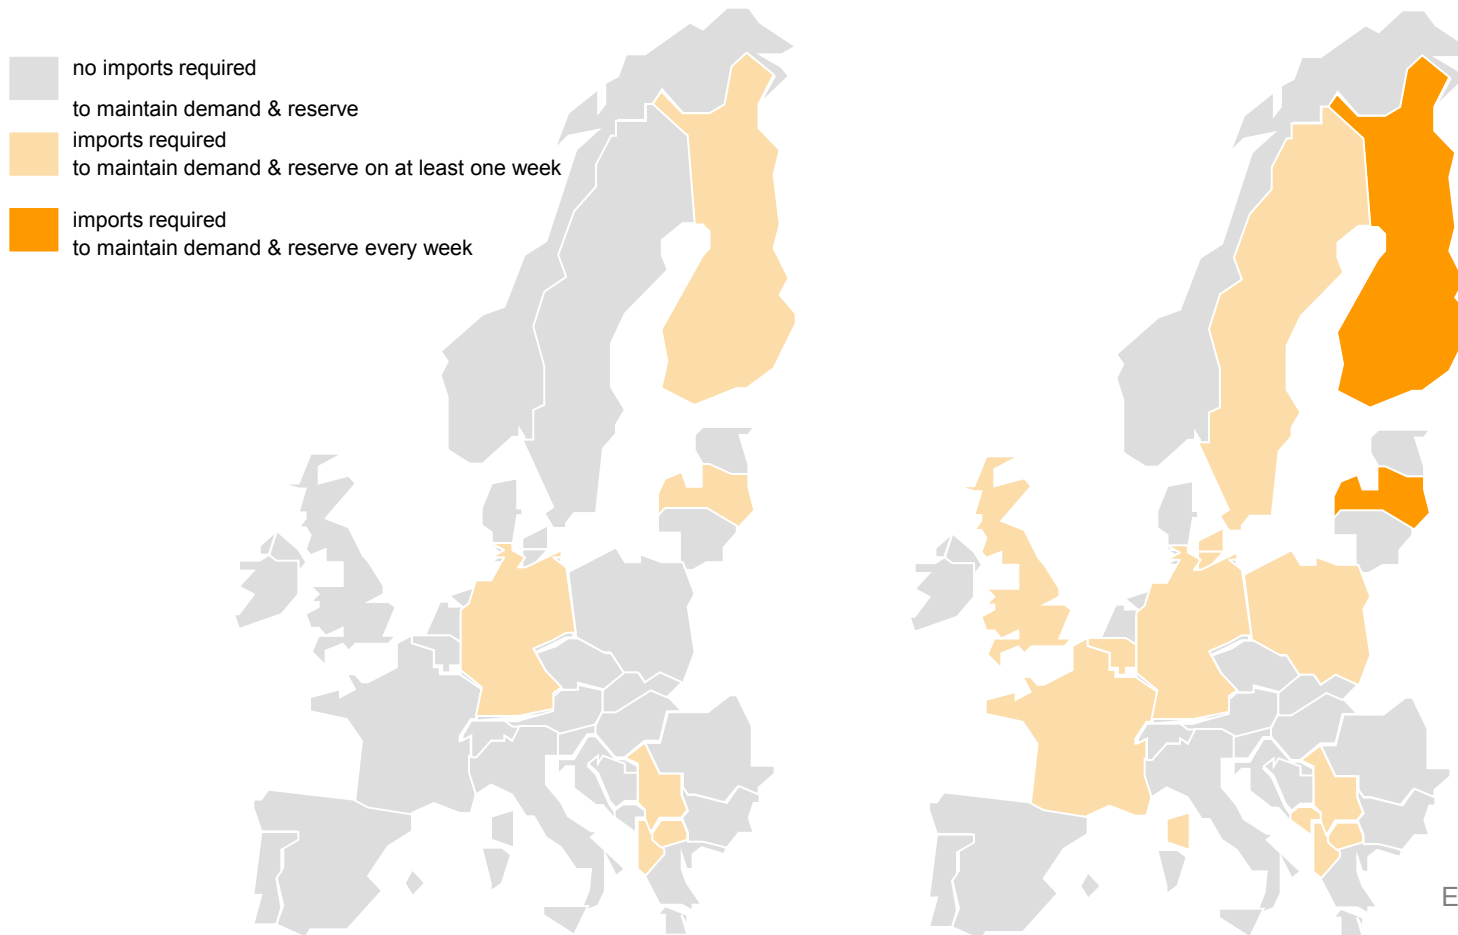 no imports required
to maintain demand & reserve
imports required
to maintain demand & reserve on at least one week
imports required
to maintain demand & reserve every week
E